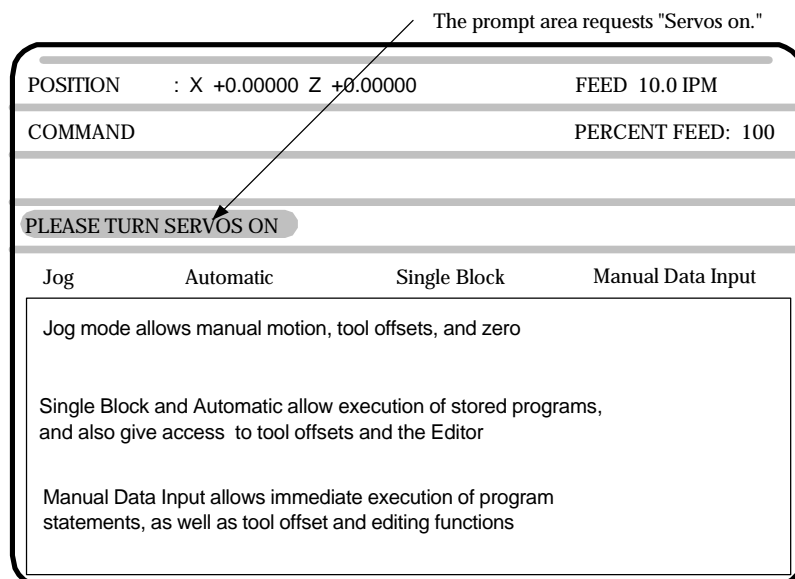 The prompt area requests "Servos on."
POSITION : X +0.00000 Z +0.00000 FEED 10.0 IPM
COMMAND PERCENT FEED: 100
PLEASE TURN SERVOS ON
Jog Automatic Single Block Manual Data Input
Jog mode allows manual motion, tool offsets, and zero
Single Block and Automatic allow execution of stored programs,
and also give access to tool offsets and the Editor
Manual Data Input allows immediate execution of program
statements, as well as tool offset and editing functions